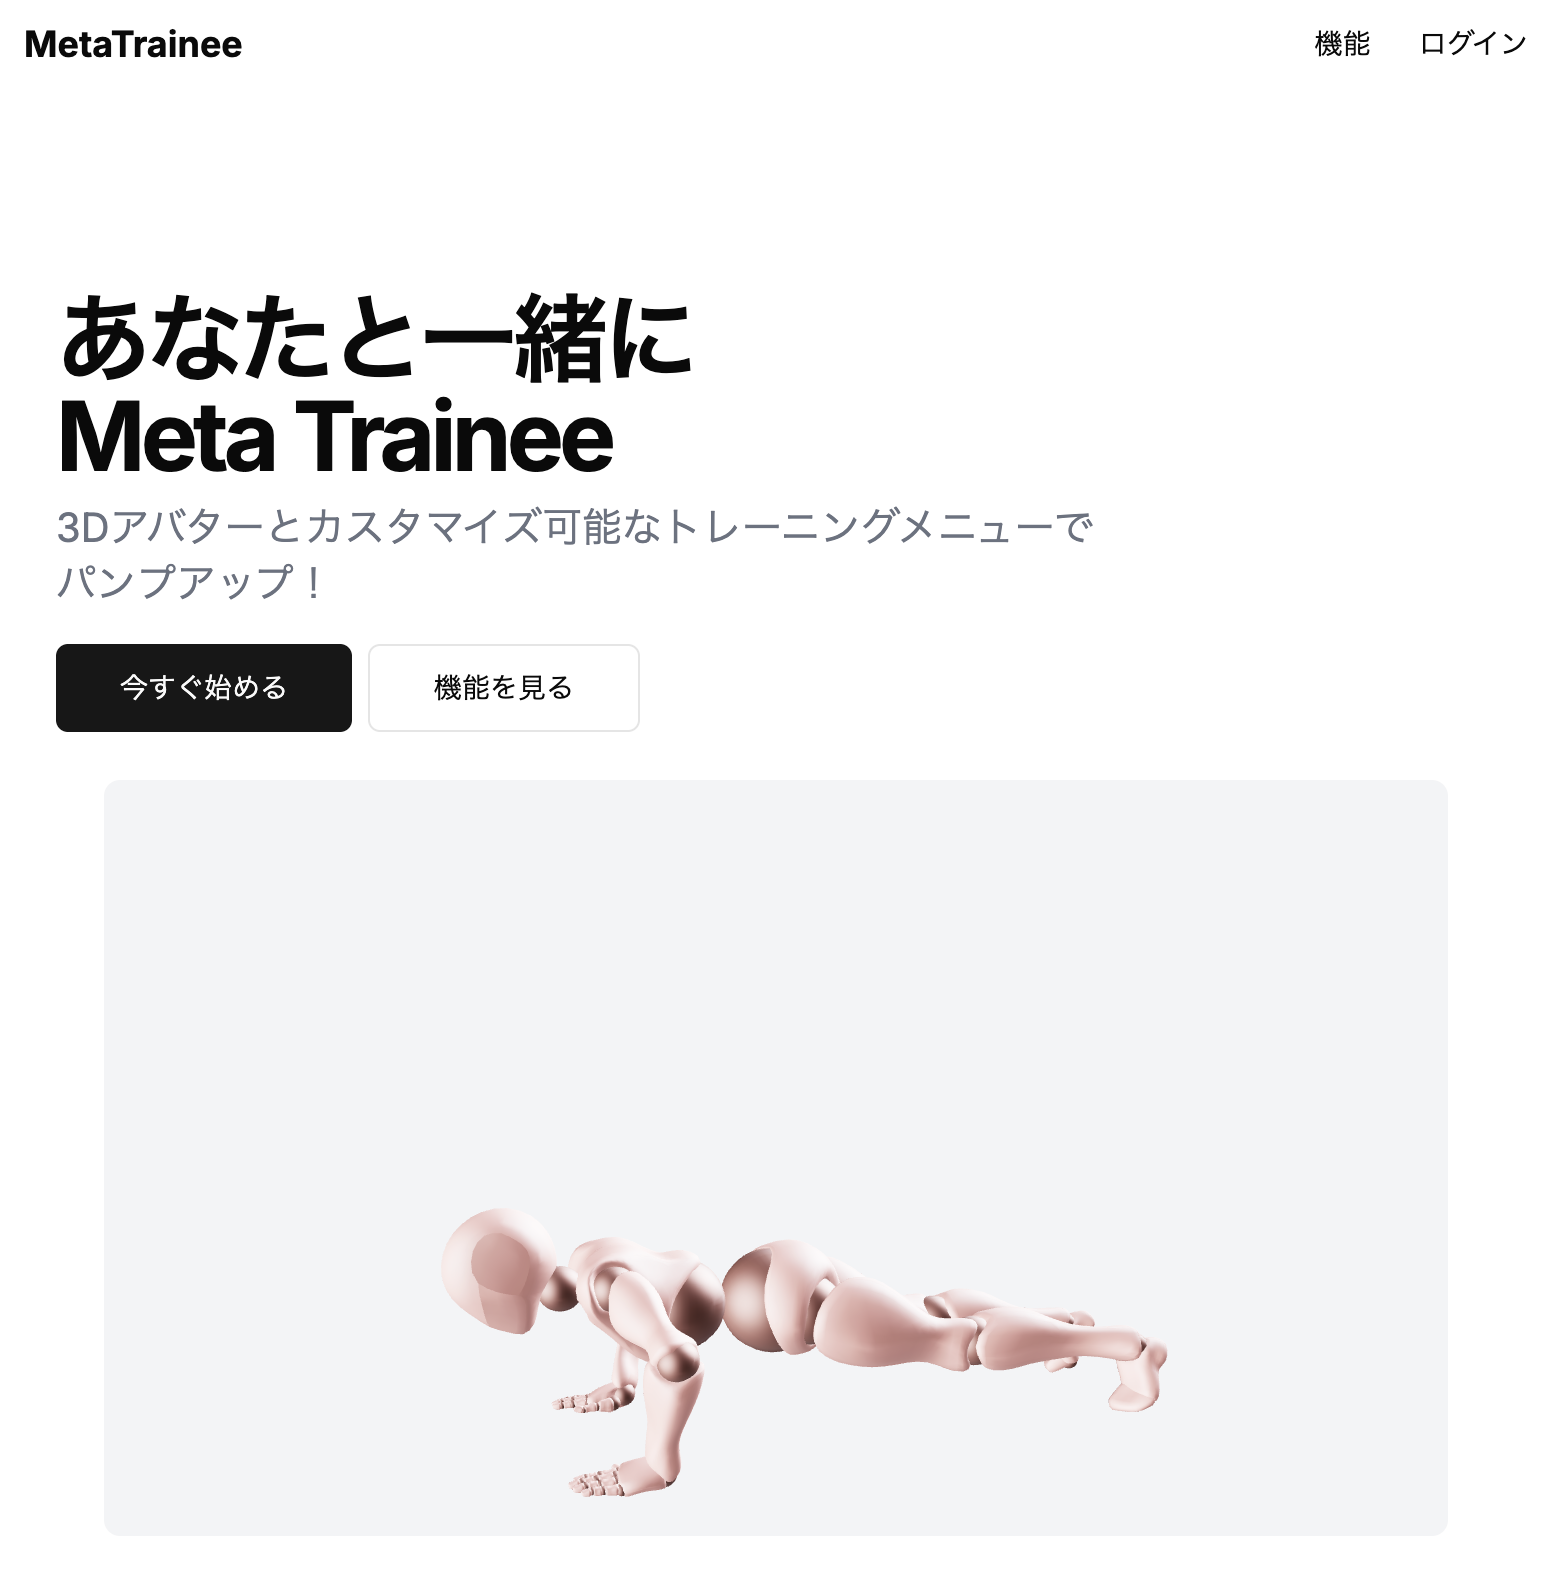 MetaTrainee
機能 ログイン
あなたと一緒に
Meta Trainee
3Dアバターとカスタマイズ可能なトレーニングメニューで
パンプアップ！
今すぐ始める 機能を見る